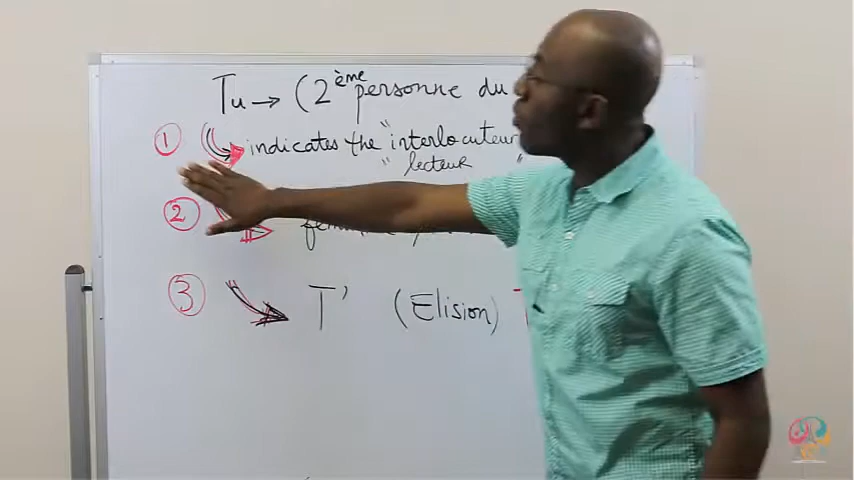 Tu → (2ème personne du
① indicates the "interlocuteur
" lecteur "
②
③ T' (Elision)